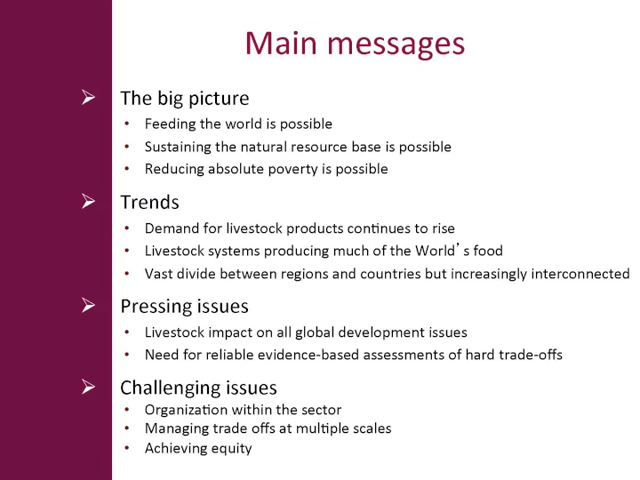 Main messages
➢ The big picture
• Feeding the world is possible
• Sustaining the natural resource base is possible
• Reducing absolute poverty is possible
➢ Trends
• Demand for livestock products continues to rise
• Livestock systems producing much of the World’s food
• Vast divide between regions and countries but increasingly interconnected
➢ Pressing issues
• Livestock impact on all global development issues
• Need for reliable evidence-based assessments of hard trade-offs
➢ Challenging issues
• Organization within the sector
• Managing trade offs at multiple scales
• Achieving equity